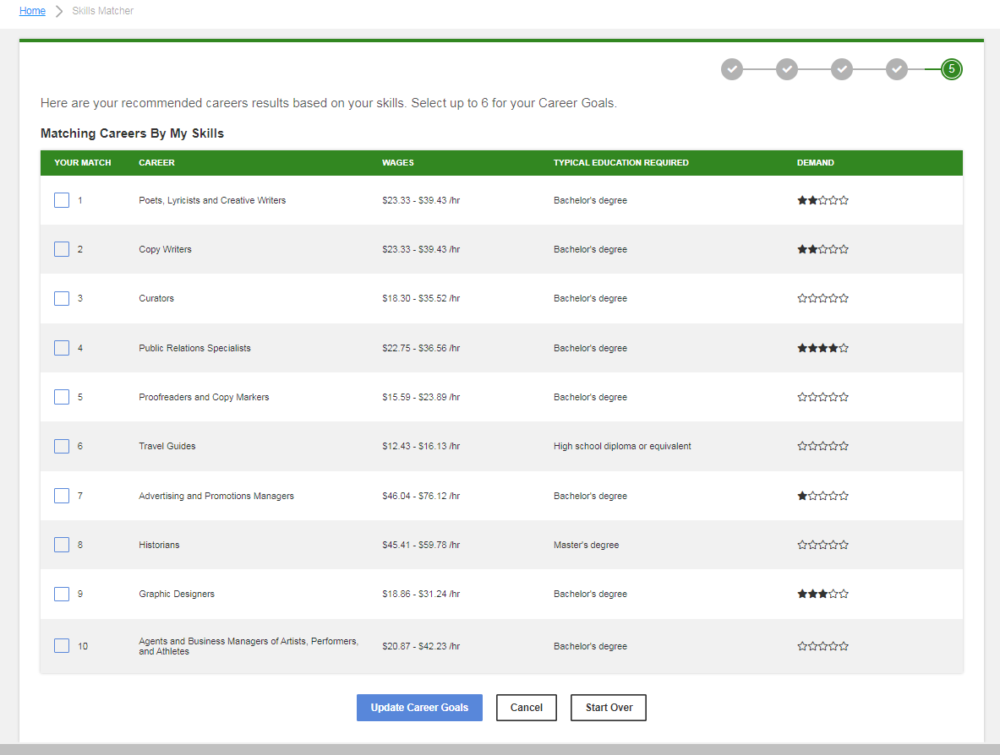 Home Skills Matcher
5
Here are your recommended careers results based on your skills. Select up to 6 for your Career Goals.
Matching Careers By My Skills
YOUR MATCH CAREER WAGES TYPICAL EDUCATION REQUIRED DEMAND
1 Poets, Lyricists and Creative Writers $23.33 - $39.43 /hr Bachelor's degree
2 Copy Writers $23.33 - $39.43 /hr Bachelor's degree
3 Curators $18.30 - $35.52 /hr Bachelor's degree
4 Public Relations Specialists $22.75 - $36.56 /hr Bachelor's degree
5 Proofreaders and Copy Markers $15.59 - $23.89 /hr Bachelor's degree
6 Travel Guides $12.43 - $16.13 /hr High school diploma or equivalent
7 Advertising and Promotions Managers $46.04 - $76.12 /hr Bachelor's degree
8 Historians $45.41 - $59.78 /hr Master's degree
9 Graphic Designers $18.86 - $31.24 /hr Bachelor's degree
10 Agents and Business Managers of Artists, Performers, $20.87 - $42.23 /hr Bachelor's degree
and Athletes
Update Career Goals Cancel Start Over